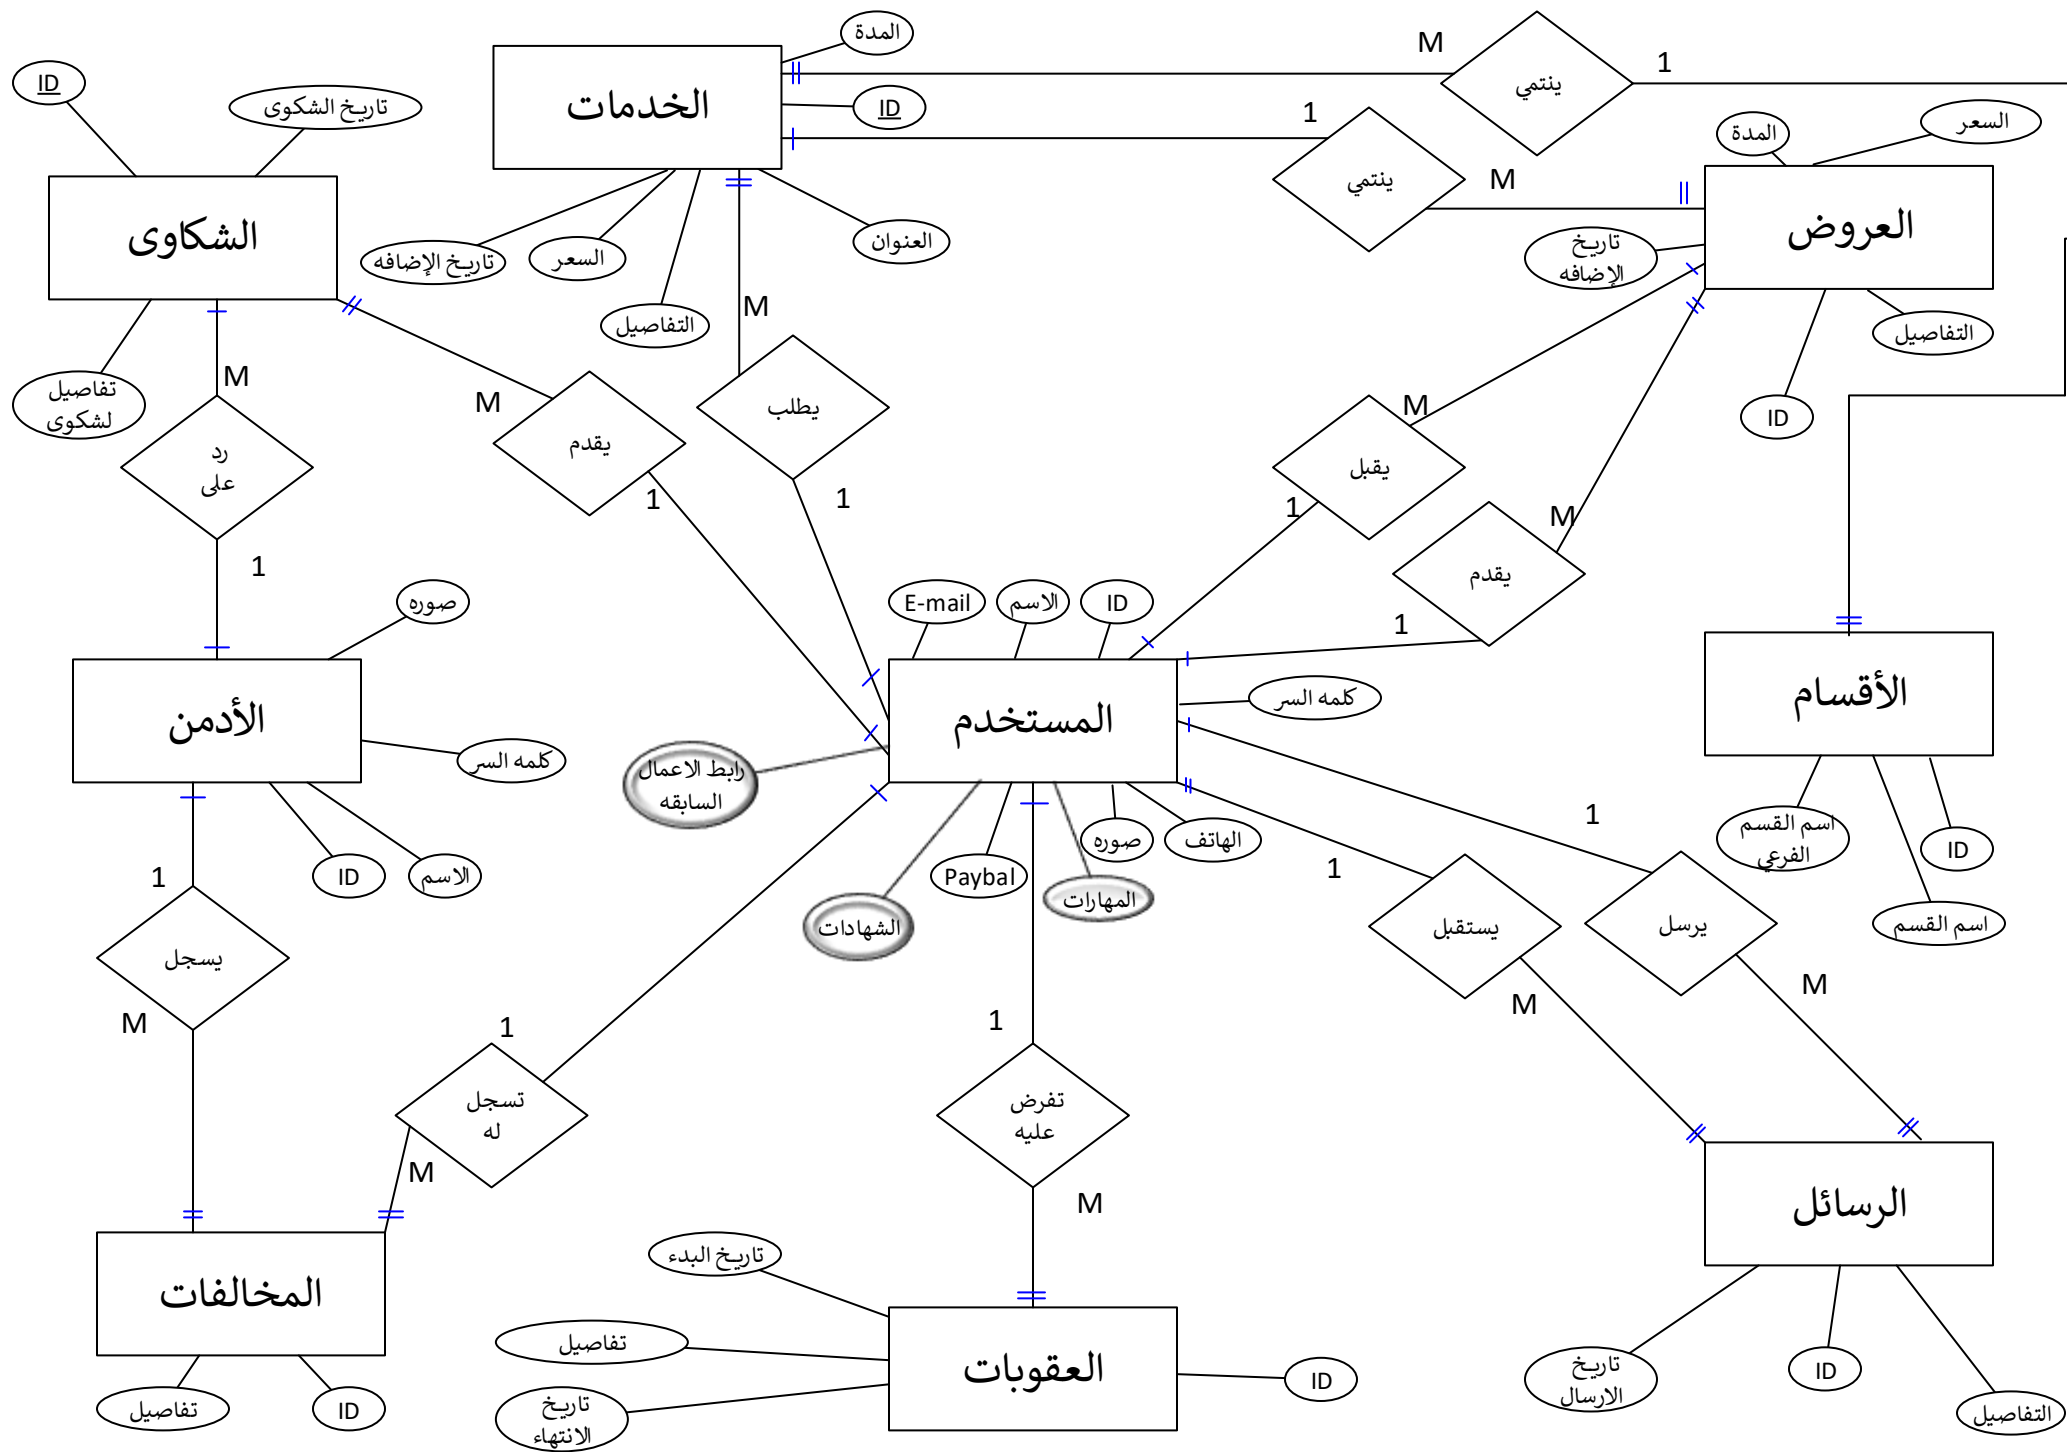 المدة
M
ينتمي
1
ID
تاريخ الشكوى
الخدمات
ID
1
السعر
المدة
ينتمي
M
الشكاوى
العروض
تاريخ الإضافه
السعر
العنوان
تاريخ
الإضافه
التفاصيل
M
التفاصيل
تفاصيل
لشكوى
M
M
يقدم
يطلب
M
ID
رد
على
1
1
يقبل
1
M
1
يقدم
صوره
E-mail
الاسم
ID
1
الأدمن
المستخدم
كلمه السر
الأقسام
كلمه السر
رابط الاعمال
السابقه
1
اسم القسم
الفرعي
ID
1
ID
الاسم
Paybal
صوره
الهاتف
1
الشهادات
المهارات
يستقبل
يرسل
اسم القسم
يسجل
M
M
M
1
1
تسجل
له
تفرض
عليه
M
M
الرسائل
تاريخ البدء
المخالفات
تفاصيل
العقوبات
ID
تاريخ
الارسال
ID
تفاصيل
ID
تاريخ
الانتهاء
التفاصيل